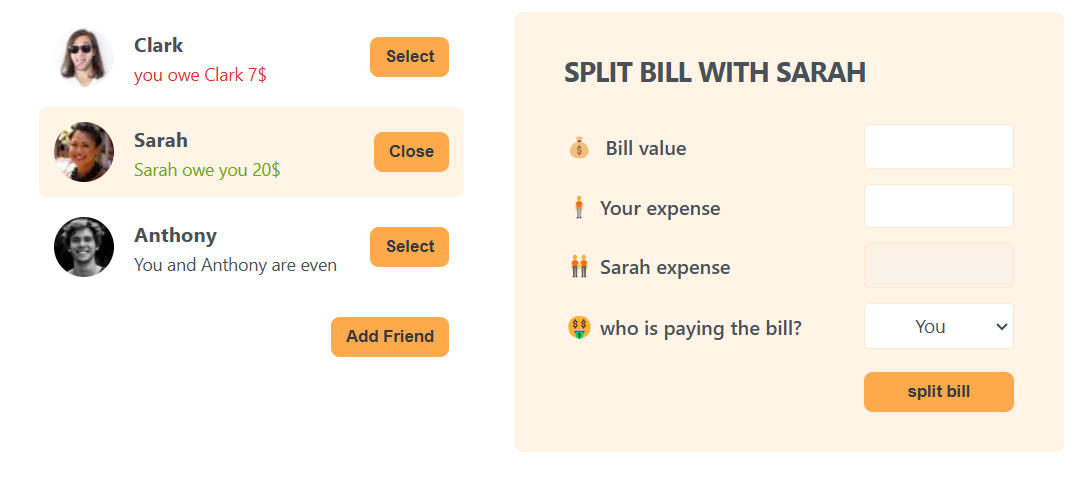 Clark
you owe Clark 7$
Select
Sarah
Sarah owe you 20$
Close
Anthony
You and Anthony are even
Select
Add Friend
SPLIT BILL WITH SARAH
💰 Bill value
🧍 Your expense
🧑‍🤝‍🧑 Sarah expense
🤑 who is paying the bill?
You
split bill